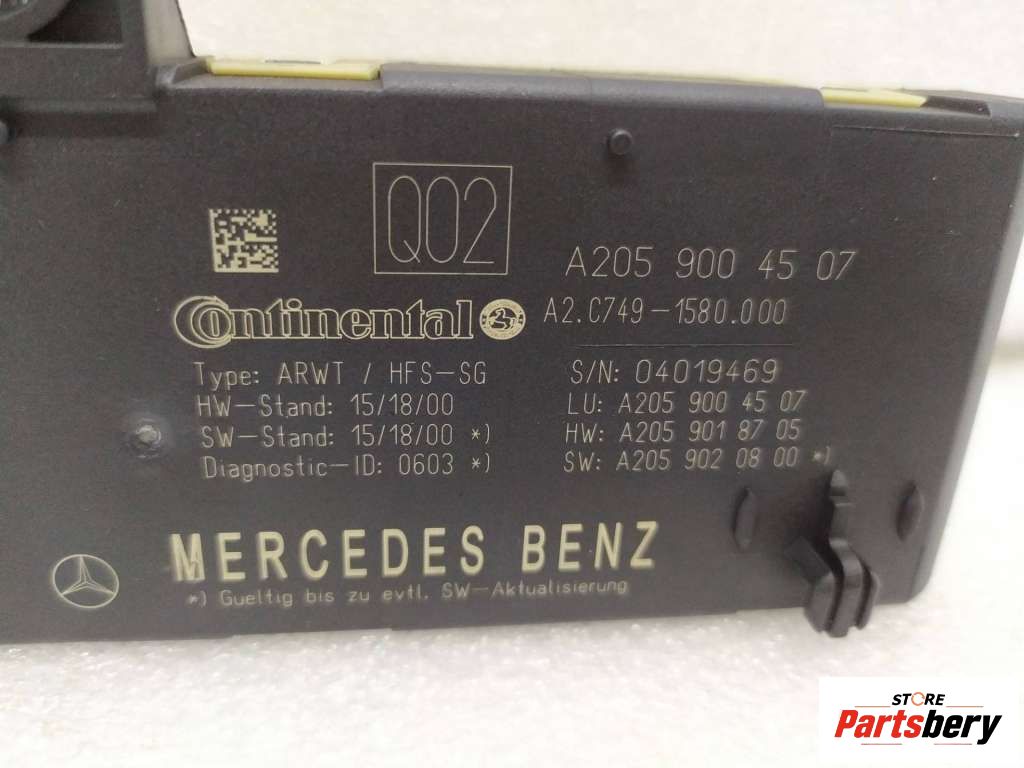 Q02
A205 900 45 07
Continental
A2.C749-1580.000
Type: ARWT / HFS-SG
HW-Stand: 15/18/00
SW-Stand: 15/18/00 *)
Diagnostic-ID: 0603 *)
S/N: 04019469
LU: A205 900 45 07
HW: A205 901 87 05
SW: A205 902 08 00 *)
MERCEDES BENZ
*) Gueltig bis zu evtl. SW-Aktualisierung
STORE
Partsbery